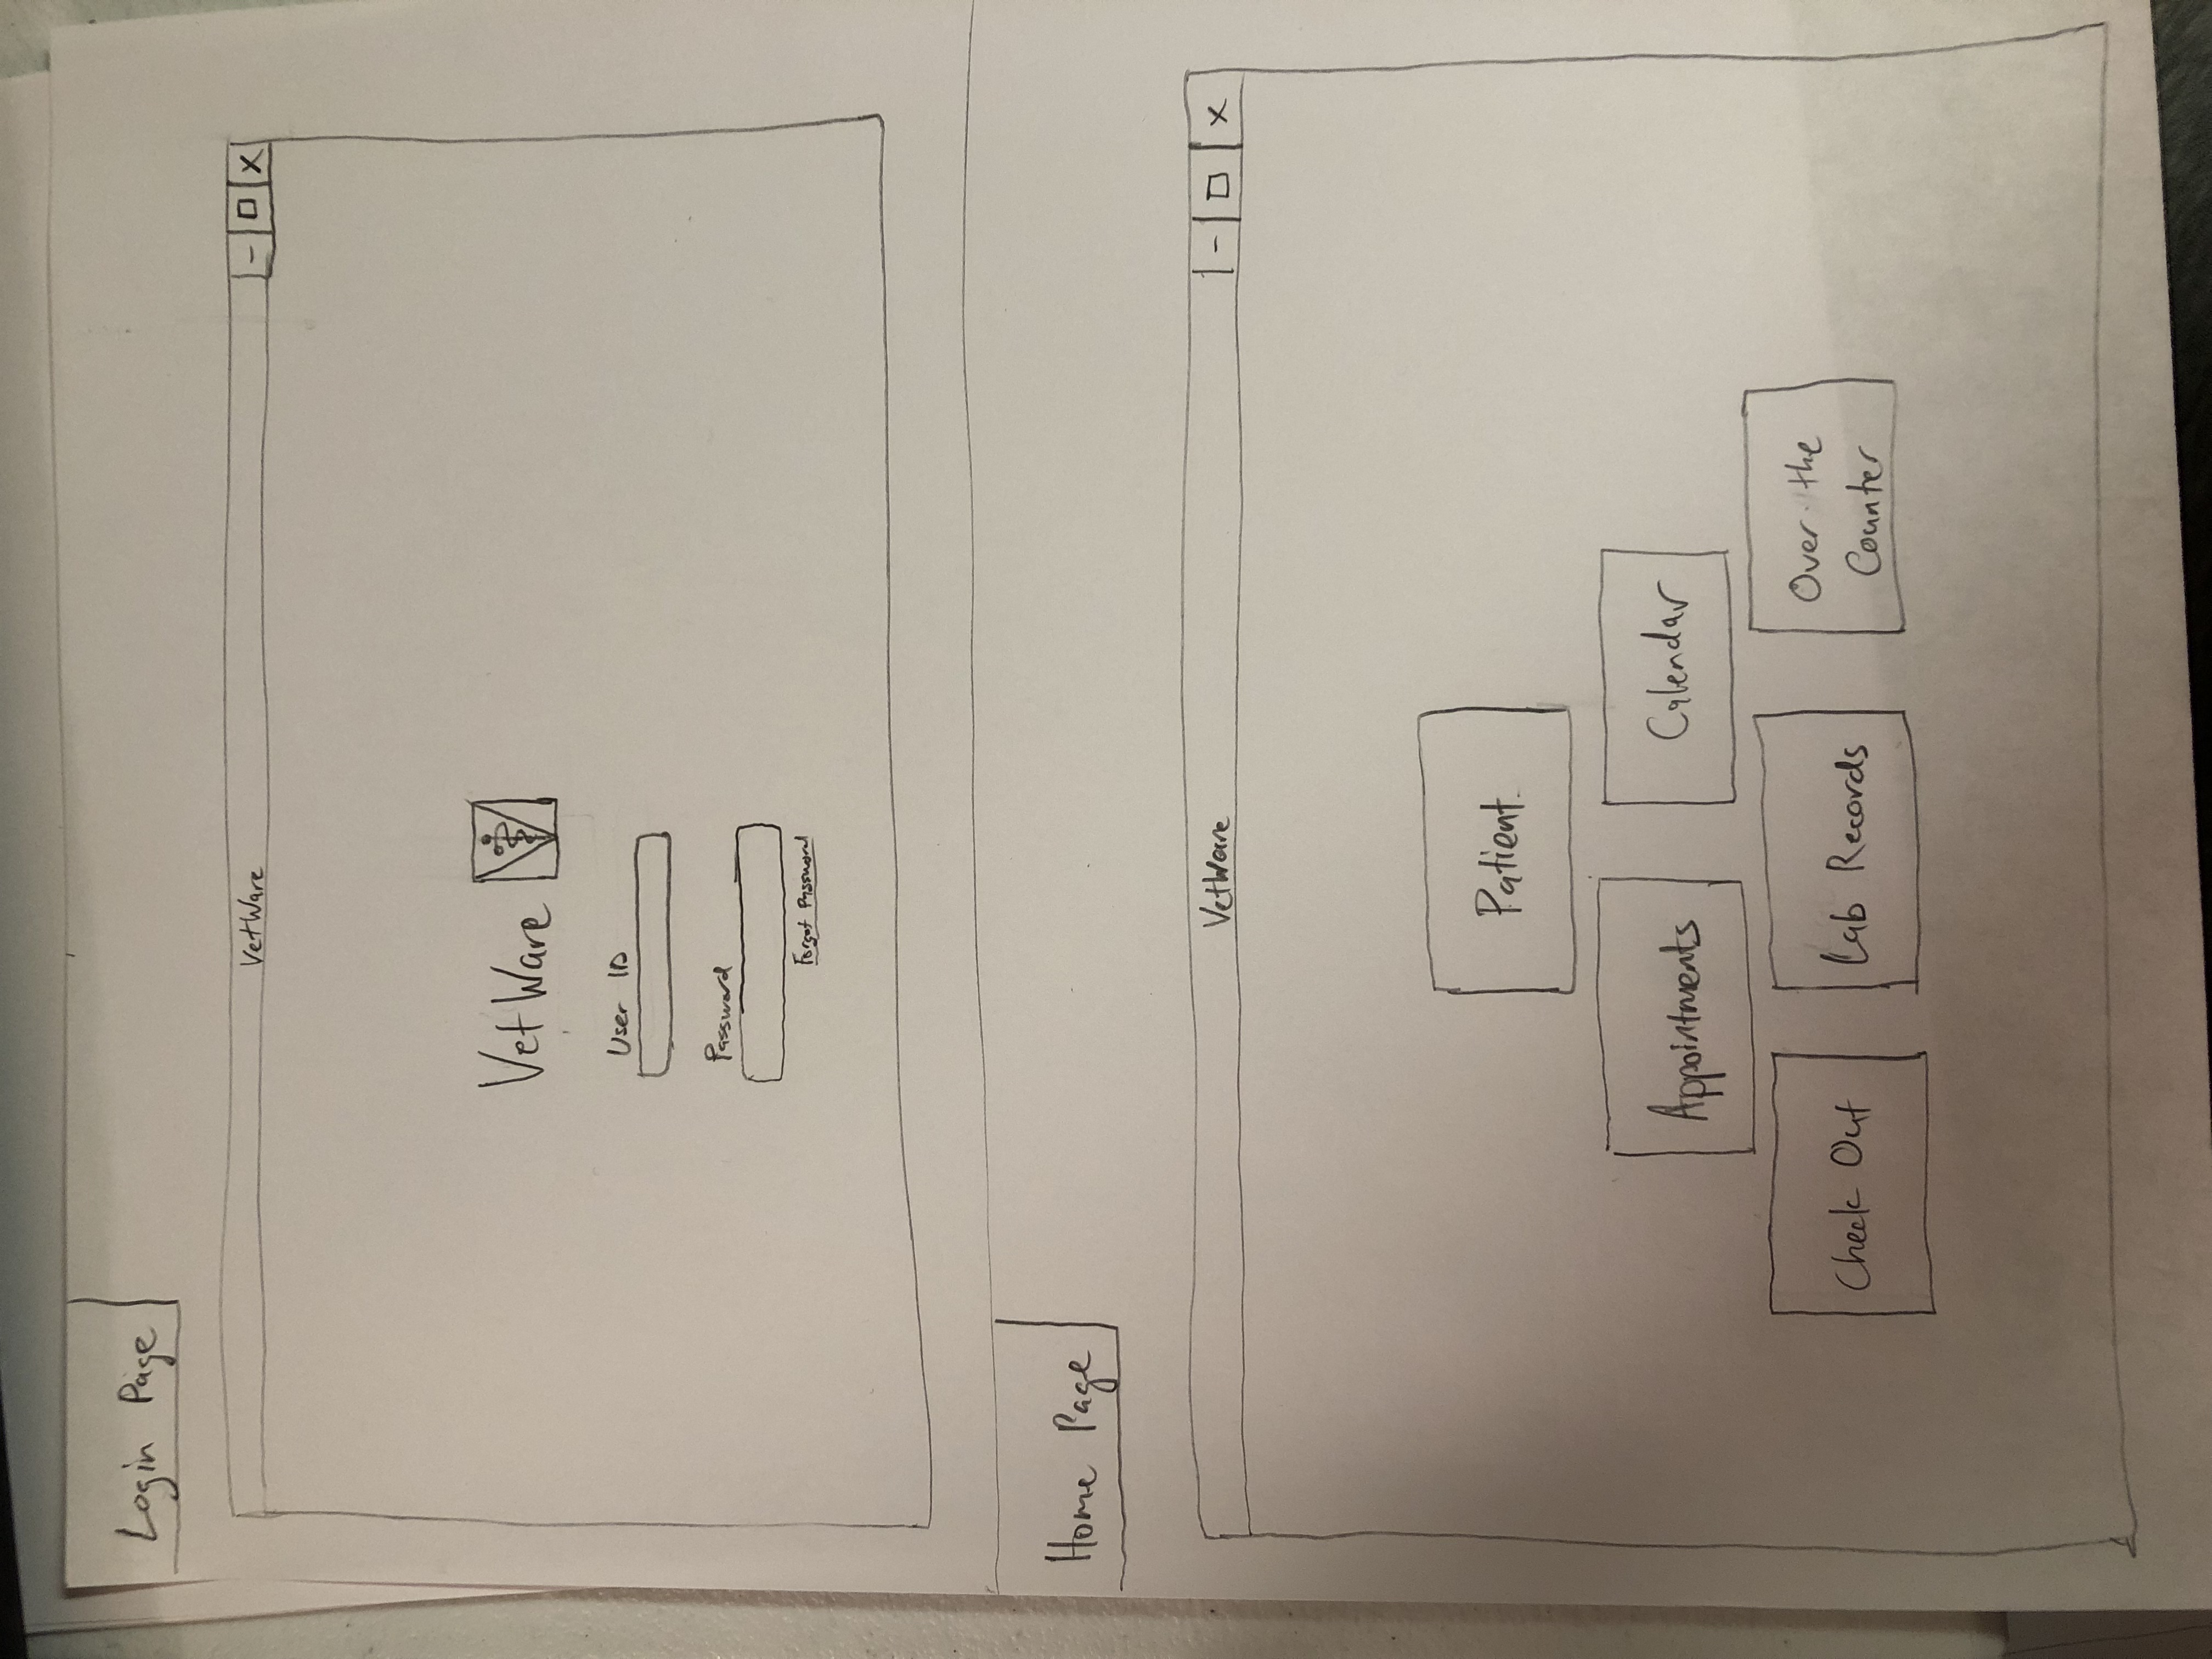 Login Page
VetWare
- □ X
VetWare
User ID
Password
Forgot Password
Home Page
VetWare
- □ X
Patient
Appointments
Calendar
Check Out
Lab Records
Over the
Counter